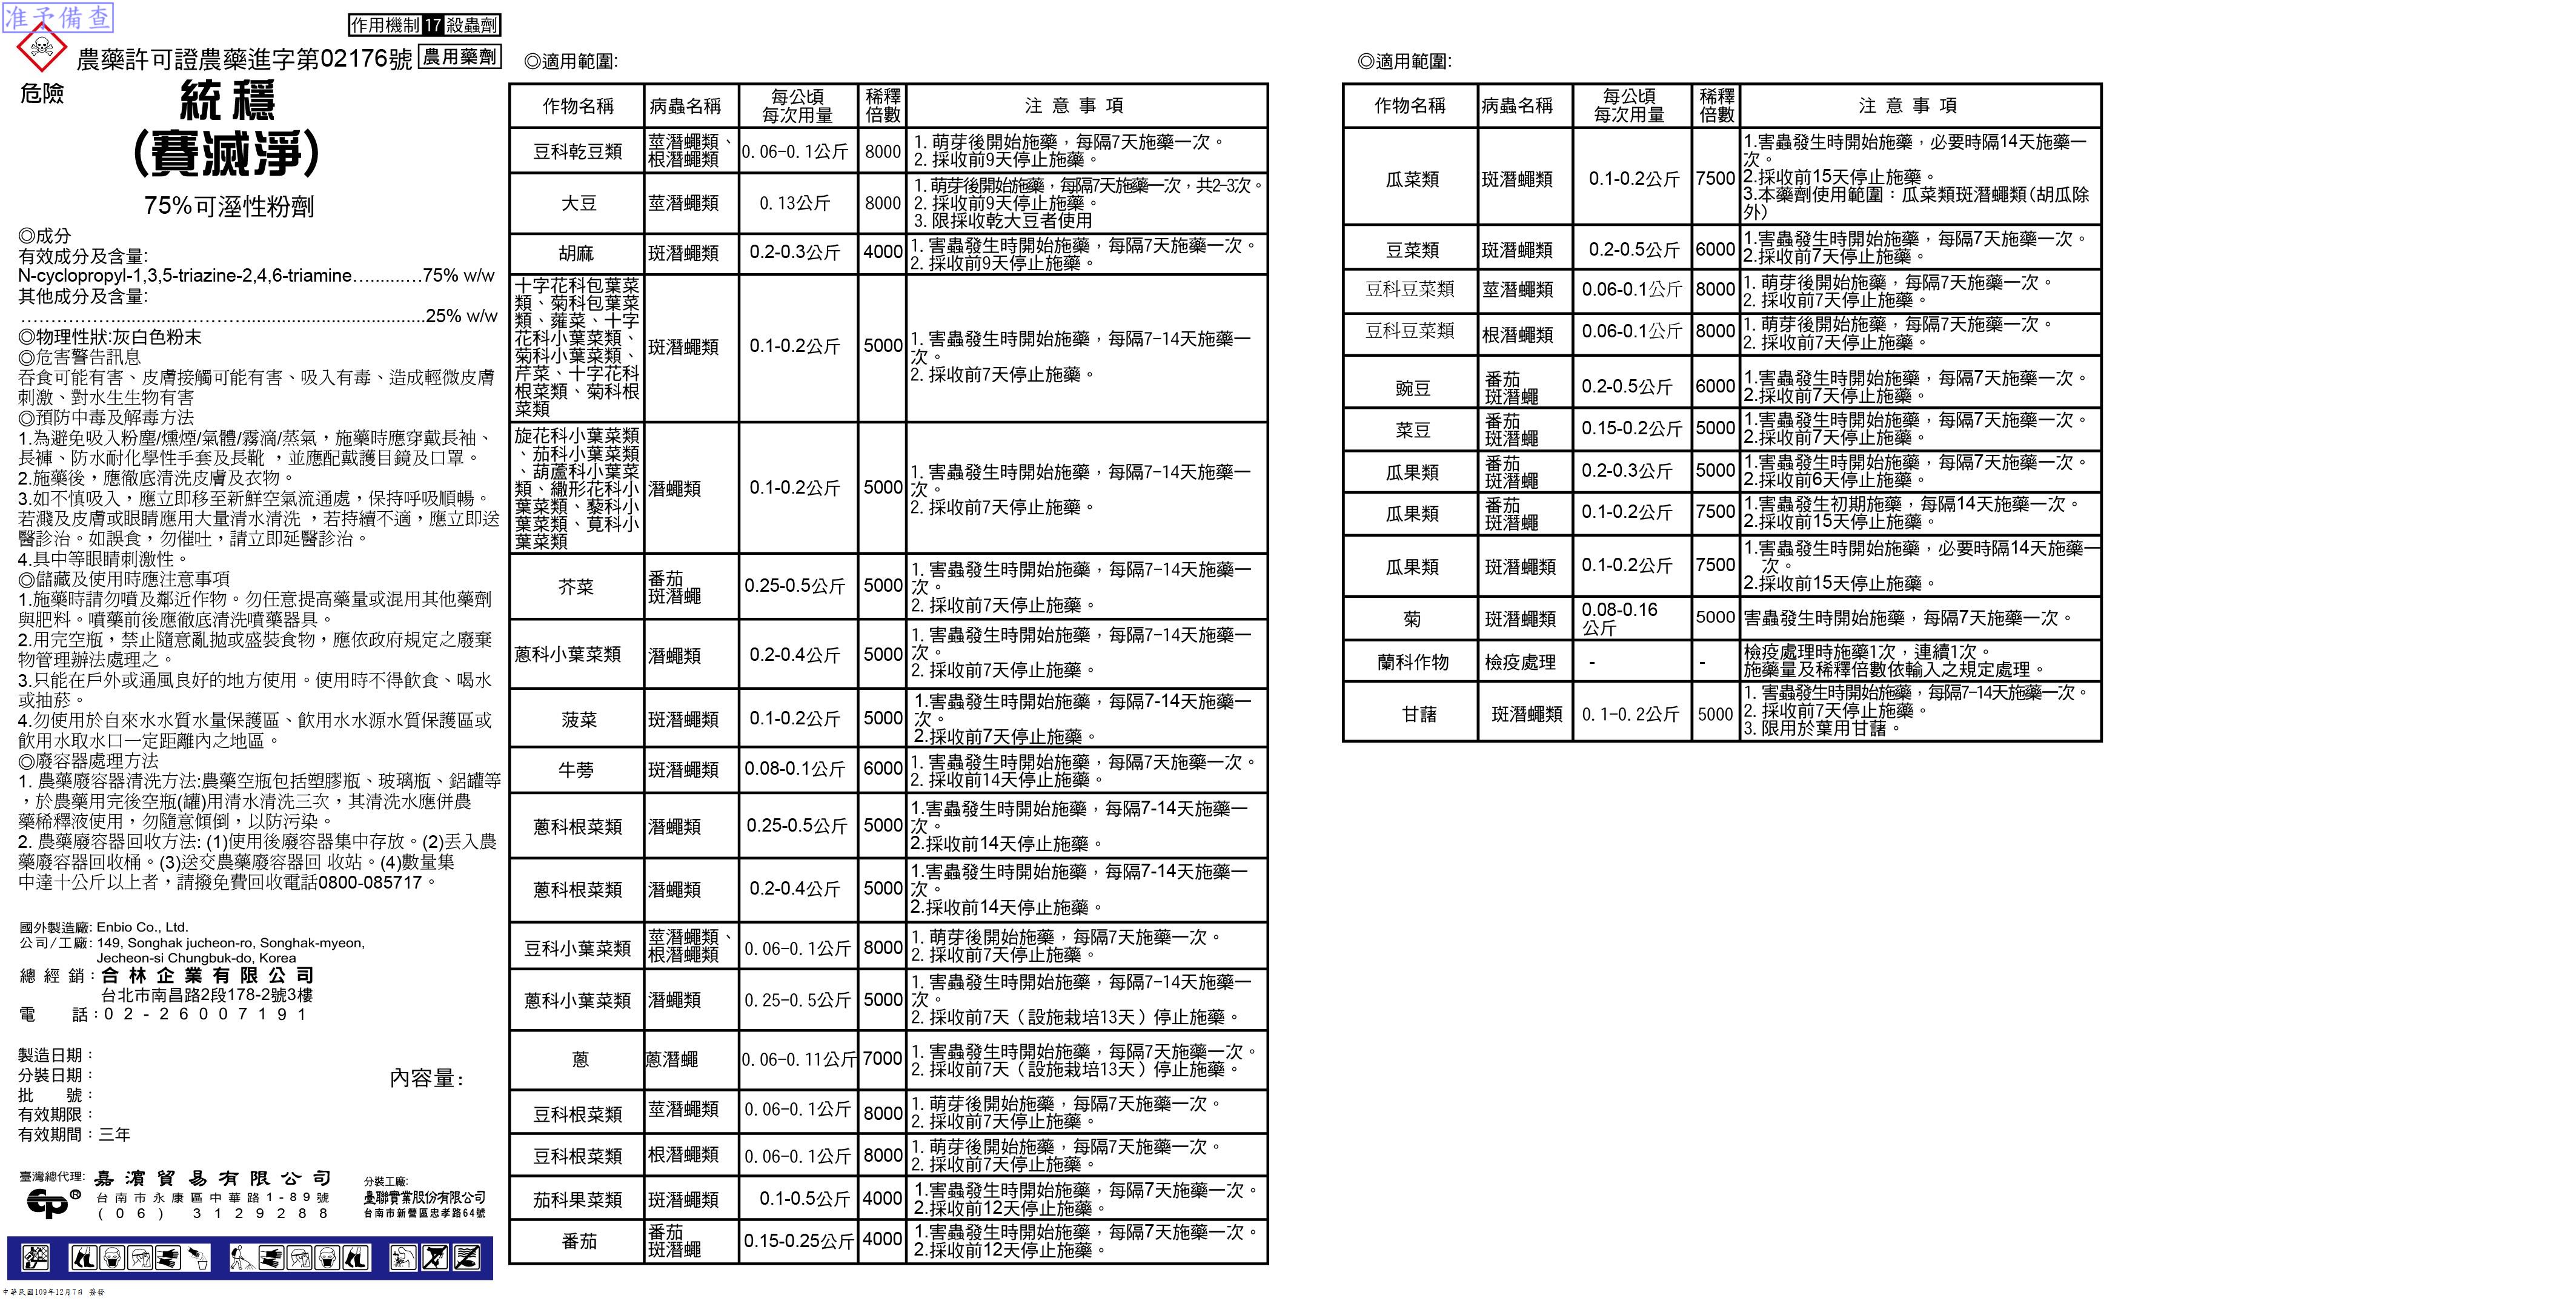 准予備查
作用機制 17 殺蟲劑
農藥許可證農藥進字第02176號 農用藥劑
危險
統穩
(賽滅淨)
75%可溼性粉劑
◎成分
有效成分及含量:
N-cyclopropyl-1,3,5-triazine-2,4,6-triamine............75% w/w
其他成分及含量:
................................................................................25% w/w
◎物理性狀:灰白色粉末
◎危害警告訊息
吞食可能有害、皮膚接觸可能有害、吸入有毒、造成輕微皮膚
刺激、對水生生物有害
◎預防中毒及解毒方法
1.為避免吸入粉塵/燻煙/氣體/霧滴/蒸氣，施藥時應穿戴長袖、
長褲、防水耐化學性手套及長靴 ，並應配戴護目鏡及口罩。
2.施藥後，應徹底清洗皮膚及衣物。
3.如不慎吸入，應立即移至新鮮空氣流通處，保持呼吸順暢。
若濺及皮膚或眼睛應用大量清水清洗 ，若持續不適，應立即送
醫診治。如誤食，勿催吐，請立即延醫診治。
4.具中等眼睛刺激性。
◎儲藏及使用時應注意事項
1.施藥時請勿噴及鄰近作物。勿任意提高藥量或混用其他藥劑
與肥料。噴藥前後應徹底清洗噴藥器具。
2.用完空瓶，禁止隨意亂拋或盛裝食物，應依政府規定之廢棄
物管理辦法處理之。
3.只能在戶外或通風良好的地方使用。使用時不得飲食、喝水
或抽菸。
4.勿使用於自來水水質水量保護區、飲用水水源水質保護區或
飲用水取水口一定距離內之地區。
◎廢容器處理方法
1. 農藥廢容器清洗方法:農藥空瓶包括塑膠瓶、玻璃瓶、鋁罐等
，於農藥用完後空瓶(罐)用清水清洗三次，其清洗水應併農
藥稀釋液使用，勿隨意傾倒，以防污染。
2. 農藥廢容器回收方法: (1)使用後廢容器集中存放。(2)丟入農
藥廢容器回收桶。(3)送交農藥廢容器回 收站。(4)數量集
中達十公斤以上者，請撥免費回收電話0800-085717。
國外製造廠: Enbio Co., Ltd.
公司/工廠: 149, Songhak jucheon-ro, Songhak-myeon,
Jecheon-si Chungbuk-do, Korea
總經銷：合林企業有限公司
台北市南昌路2段178-2號3樓
電 話：02-26007191
製造日期：
分裝日期：
批 號：
有效期限：
有效期間：三年
內容量:
臺灣總代理: 嘉濱貿易有限公司
台南市永康區中華路1-89號
(06) 3129288
CP®
分裝工廠:
臺聯實業股份有限公司
台南市新營區忠孝路64號
中華民國109年12月7日 簽發
◎適用範圍:
作物名稱 病蟲名稱 每公頃 每次用量 稀釋 倍數 注意事項
豆科乾豆類 莖潛蠅類、根潛蠅類 0.06-0.1公斤 8000 1. 萌芽後開始施藥，每隔7天施藥一次。
2. 採收前9天停止施藥。
大豆 莖潛蠅類 0.13公斤 8000 1. 萌芽後開始施藥，每隔7天施藥一次，共2-3次。
2. 採收前9天停止施藥。
3. 限採收乾大豆者使用
胡麻 斑潛蠅類 0.2-0.3公斤 4000 1. 害蟲發生時開始施藥，每隔7天施藥一次。
2. 採收前9天停止施藥。
十字花科包葉菜
類、菊科包葉菜
類、蕹菜、十字
花科小葉菜類、
菊科小葉菜類、
芹菜、十字花科
根菜類、菊科根
菜類
斑潛蠅類 0.1-0.2公斤 5000 1. 害蟲發生時開始施藥，每隔7-14天施藥一
次。
2. 採收前7天停止施藥。
旋花科小葉菜類
、茄科小葉菜類
、葫蘆科小葉菜
類、繖形花科小
葉菜類、藜科小
葉菜類、莧科小
葉菜類
潛蠅類 0.1-0.2公斤 5000 1. 害蟲發生時開始施藥，每隔7-14天施藥一
次。
2. 採收前7天停止施藥。
芥菜 番茄斑潛蠅 0.25-0.5公斤 5000 1. 害蟲發生時開始施藥，每隔7-14天施藥一
次。
2. 採收前7天停止施藥。
蔥科小葉菜類 潛蠅類 0.2-0.4公斤 5000 1. 害蟲發生時開始施藥，每隔7-14天施藥一
次。
2. 採收前7天停止施藥。
菠菜 斑潛蠅類 0.1-0.2公斤 5000 1.害蟲發生時開始施藥，每隔7-14天施藥一
次。
2.採收前7天停止施藥。
牛蒡 斑潛蠅類 0.08-0.1公斤 6000 1. 害蟲發生時開始施藥，每隔7天施藥一次。
2. 採收前14天停止施藥。
蔥科根菜類 潛蠅類 0.25-0.5公斤 5000 1.害蟲發生時開始施藥，每隔7-14天施藥一
次。
2.採收前14天停止施藥。
蔥科根菜類 潛蠅類 0.2-0.4公斤 5000 1.害蟲發生時開始施藥，每隔7-14天施藥一
次。
2.採收前14天停止施藥。
豆科小葉菜類 莖潛蠅類、根潛蠅類 0.06-0.1公斤 8000 1. 萌芽後開始施藥，每隔7天施藥一次。
2. 採收前7天停止施藥。
蔥科小葉菜類 潛蠅類 0.25-0.5公斤 5000 1. 害蟲發生時開始施藥，每隔7-14天施藥一
次。
2. 採收前7天（設施栽培13天）停止施藥。
蔥 蔥潛蠅 0.06-0.11公斤 7000 1. 害蟲發生時開始施藥，每隔7天施藥一次。
2. 採收前7天（設施栽培13天）停止施藥。
豆科根菜類 莖潛蠅類 0.06-0.1公斤 8000 1. 萌芽後開始施藥，每隔7天施藥一次。
2. 採收前7天停止施藥。
豆科根菜類 根潛蠅類 0.06-0.1公斤 8000 1. 萌芽後開始施藥，每隔7天施藥一次。
2. 採收前7天停止施藥。
茄科果菜類 斑潛蠅類 0.1-0.5公斤 4000 1.害蟲發生時開始施藥，每隔7天施藥一次。
2.採收前12天停止施藥。
番茄 番茄斑潛蠅 0.15-0.25公斤 4000 1.害蟲發生時開始施藥，每隔7天施藥一次。
2.採收前12天停止施藥。
◎適用範圍:
作物名稱 病蟲名稱 每公頃 每次用量 稀釋 倍數 注意事項
瓜菜類 斑潛蠅類 0.1-0.2公斤 7500 1.害蟲發生時開始施藥，必要時隔14天施藥一
次。
2.採收前15天停止施藥。
3.本藥劑使用範圍：瓜菜類斑潛蠅類(胡瓜除
外)
豆菜類 斑潛蠅類 0.2-0.5公斤 6000 1.害蟲發生時開始施藥，每隔7天施藥一次。
2.採收前7天停止施藥。
豆科豆菜類 莖潛蠅類 0.06-0.1公斤 8000 1. 萌芽後開始施藥，每隔7天施藥一次。
2. 採收前7天停止施藥。
豆科豆菜類 根潛蠅類 0.06-0.1公斤 8000 1. 萌芽後開始施藥，每隔7天施藥一次。
2. 採收前7天停止施藥。
豌豆 番茄斑潛蠅 0.2-0.5公斤 6000 1.害蟲發生時開始施藥，每隔7天施藥一次。
2.採收前7天停止施藥。
菜豆 番茄斑潛蠅 0.15-0.2公斤 5000 1.害蟲發生時開始施藥，每隔7天施藥一次。
2.採收前7天停止施藥。
瓜果類 番茄斑潛蠅 0.2-0.3公斤 5000 1.害蟲發生時開始施藥，每隔7天施藥一次。
2.採收前6天停止施藥。
瓜果類 番茄斑潛蠅 0.1-0.2公斤 7500 1.害蟲發生初期施藥，每隔14天施藥一次。
2.採收前15天停止施藥。
瓜果類 斑潛蠅類 0.1-0.2公斤 7500 1.害蟲發生時開始施藥，必要時隔14天施藥一
次。
2.採收前15天停止施藥。
菊 斑潛蠅類 0.08-0.16公斤 5000 害蟲發生時開始施藥，每隔7天施藥一次。
蘭科作物 檢疫處理 - - 檢疫處理時施藥1次，連續1次。
施藥量及稀釋倍數依輸入之規定處理。
甘藷 斑潛蠅類 0.1-0.2公斤 5000 1. 害蟲發生時開始施藥，每隔7-14天施藥一次。
2. 採收前7天停止施藥。
3. 限用於葉用甘藷。